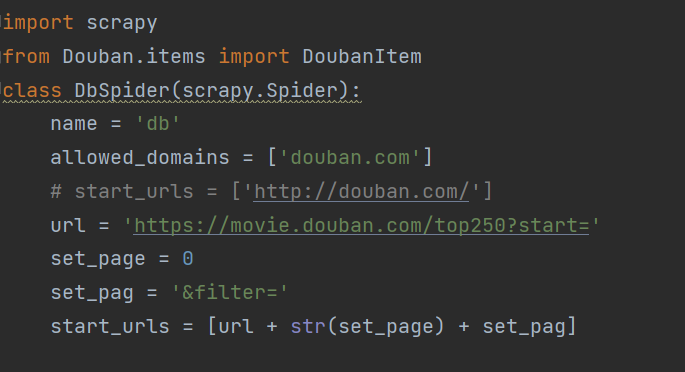 import scrapy
from Douban.items import DoubanItem
class DbSpider(scrapy.Spider):
    name = 'db'
    allowed_domains = ['douban.com']
    # start_urls = ['http://douban.com/']
    url = 'https://movie.douban.com/top250?start='
    set_page = 0
    set_pag = '&filter='
    start_urls = [url + str(set_page) + set_pag]